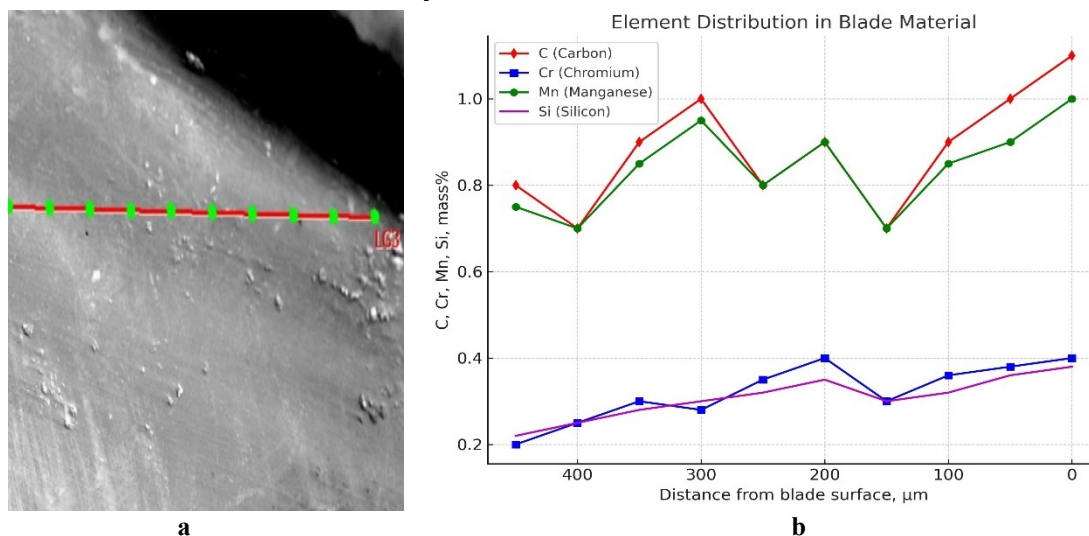 LG3
a
Element Distribution in Blade Material
C (Carbon)
Cr (Chromium)
Mn (Manganese)
Si (Silicon)
C, Cr, Mn, Si, mass%
1.0
0.8
0.6
0.4
0.2
400
300
200
100
0
Distance from blade surface, μm
b